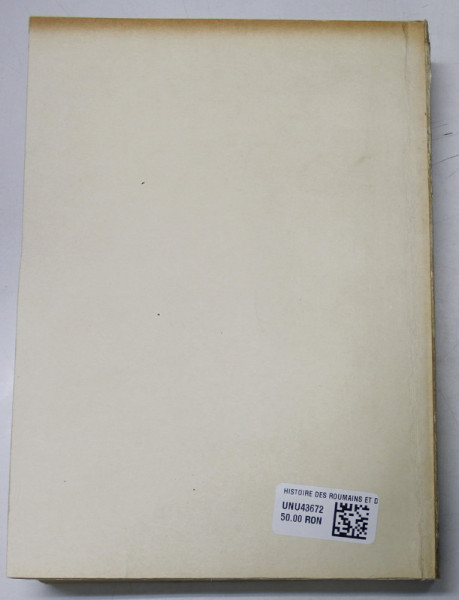 HISTOIRE DES ROUMAINS ET D
UNU43672
50.00 RON